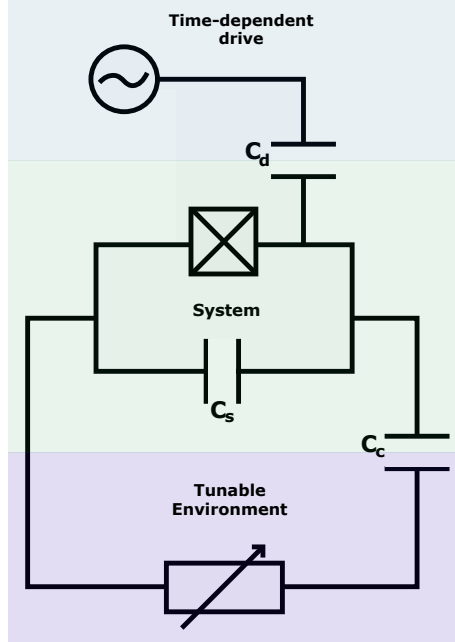 Time-dependent
drive
Cd
System
Cs
Cc
Tunable
Environment